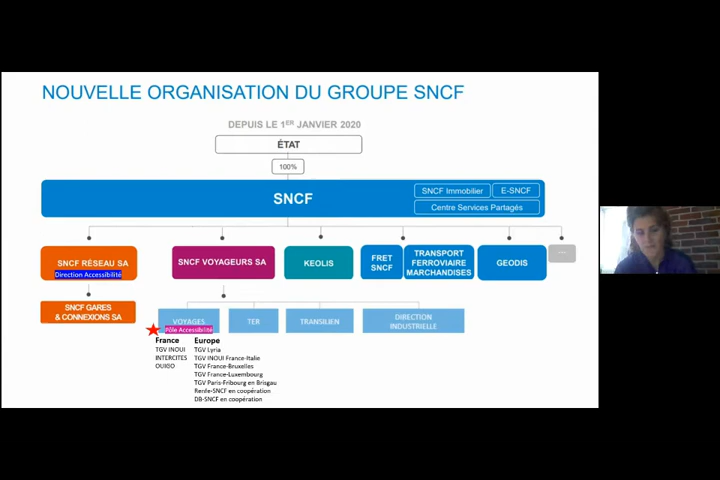 NOUVELLE ORGANISATION DU GROUPE SNCF
DEPUIS LE 1ER JANVIER 2020
ÉTAT
100%
SNCF
SNCF Immobilier
E-SNCF
Centre Services Partagés
SNCF RÉSEAU SA
Direction Accessibilité
SNCF VOYAGEURS SA
KEOLIS
FRET
SNCF
TRANSPORT
FERROVIAIRE
MARCHANDISES
GEODIS
...
SNCF GARES
& CONNEXIONS SA
VOYAGES
Pôle Accessibilité
TER
TRANSILIEN
DIRECTION
INDUSTRIELLE
France
TGV INOUI
INTERCITES
OUIGO
Europe
TGV Lyria
TGV INOUI France-Italie
TGV France-Bruxelles
TGV France-Luxembourg
TGV Paris-Fribourg en Brisgau
Renfe-SNCF en coopération
DB-SNCF en coopération